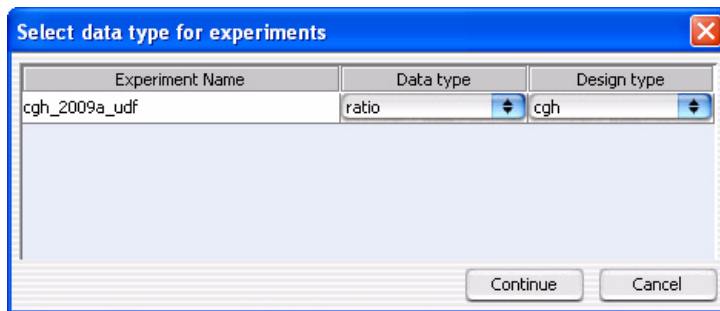 Select data type for experiments
Experiment Name Data type Design type
cgh_2009a_udf ratio cgh
Continue Cancel